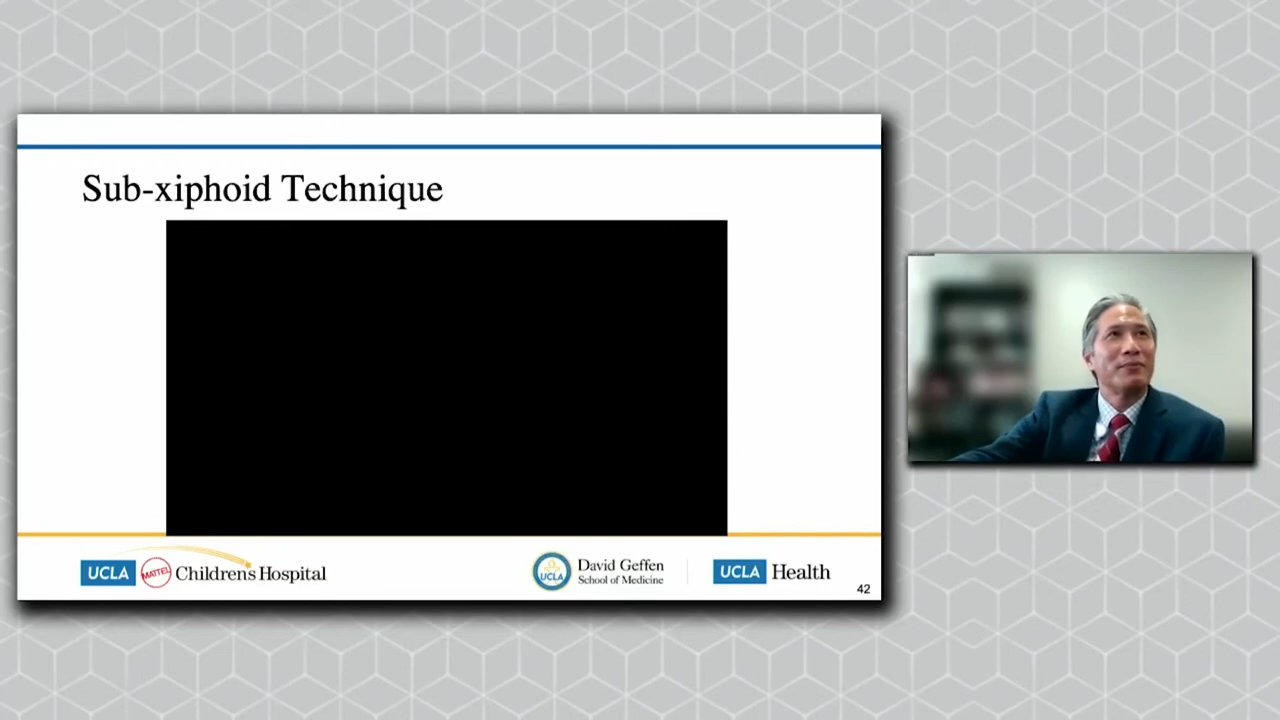 Sub-xiphoid Technique
UCLA MATTEL Children's Hospital
UCLA David Geffen
School of Medicine
UCLA Health
42